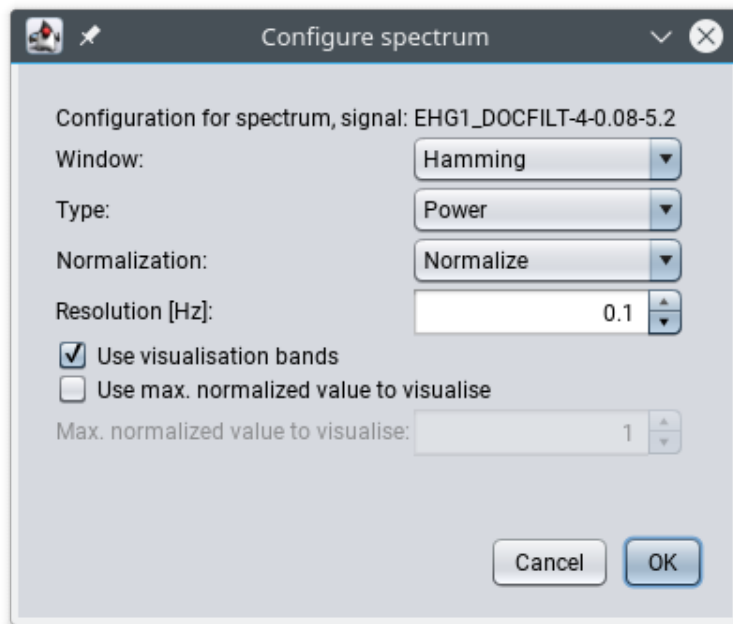 Configure spectrum
Configuration for spectrum, signal: EHG1_DOCFILT-4-0.08-5.2
Window: Hamming
Type: Power
Normalization: Normalize
Resolution [Hz]: 0.1
Use visualisation bands
Use max. normalized value to visualise
Max. normalized value to visualise: 1
Cancel OK